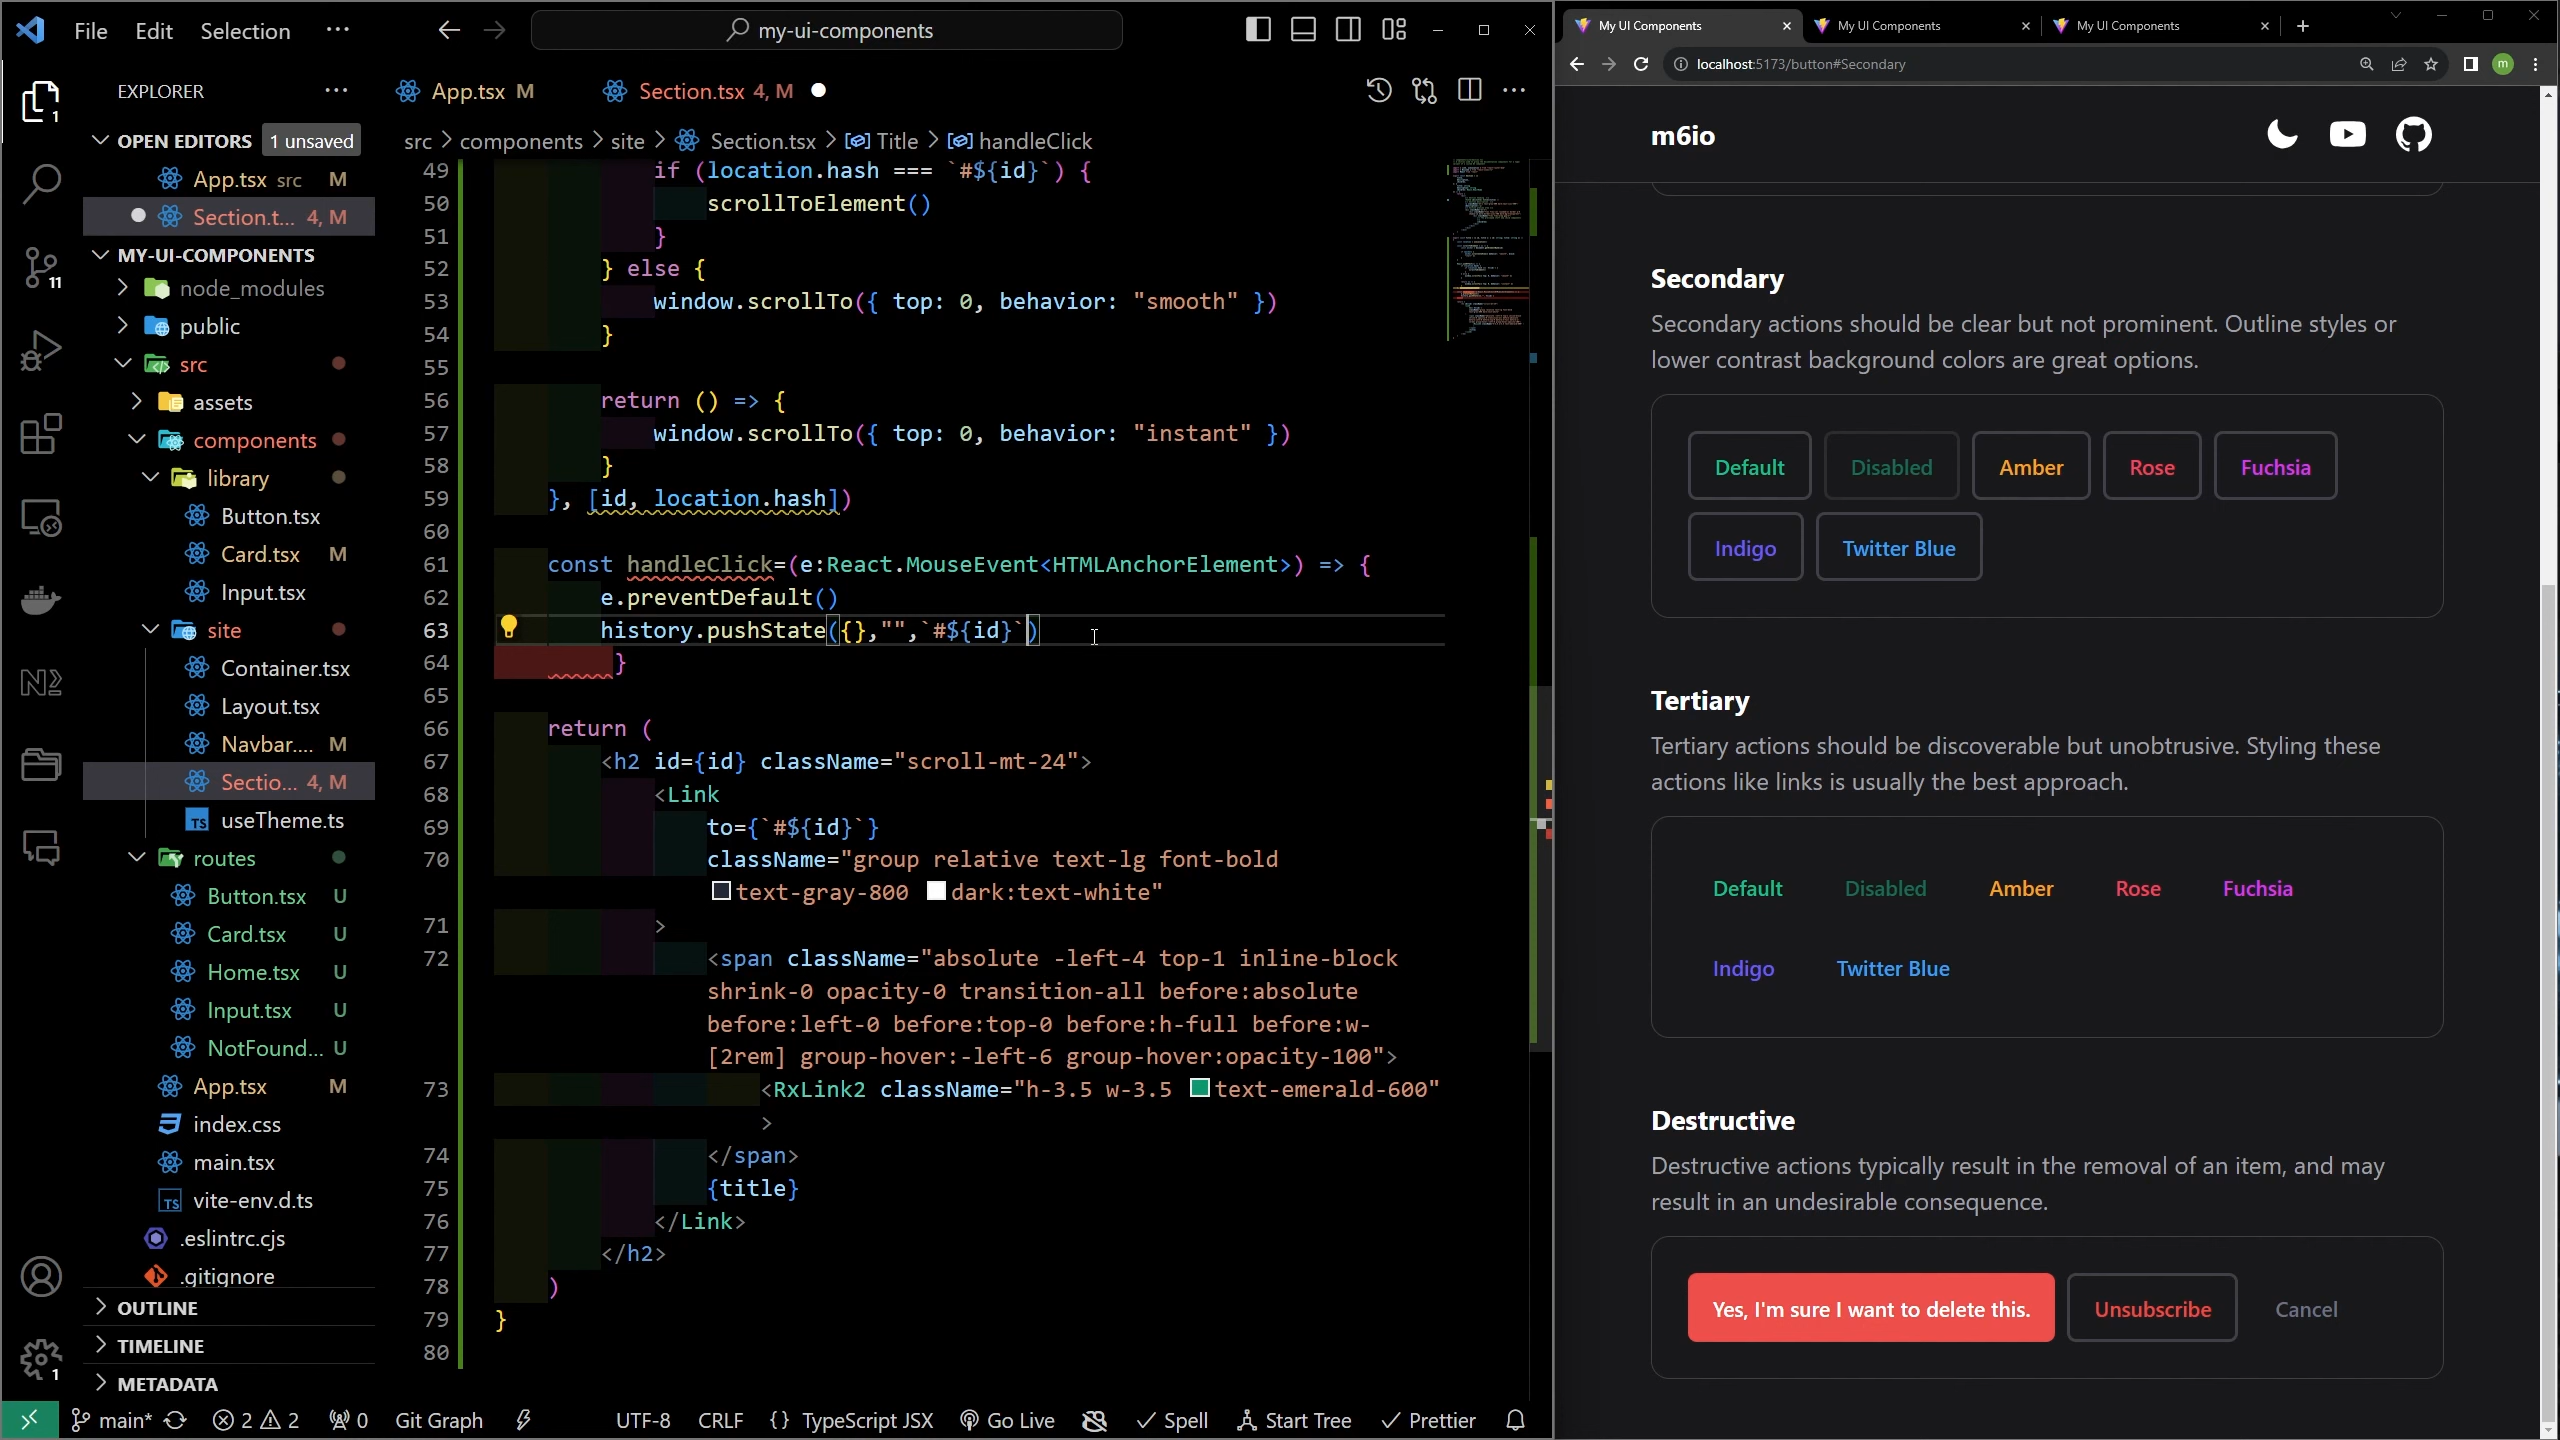 File Edit Selection ···
my-ui-components
EXPLORER ···
OPEN EDITORS 1 unsaved
App.tsx src M
Section.t... 4, M
MY-UI-COMPONENTS
node_modules
public
src
assets
components
library
Button.tsx
Card.tsx M
Input.tsx
site
Container.tsx
Layout.tsx
Navbar.... M
Sectio... 4, M
useTheme.ts
routes
Button.tsx U
Card.tsx U
Home.tsx U
Input.tsx U
NotFound... U
App.tsx M
index.css
main.tsx
vite-env.d.ts
.eslintrc.cjs
.gitignore
OUTLINE
TIMELINE
METADATA
1
11
1
App.tsx M Section.tsx 4, M
src > components > site > Section.tsx > Title > handleClick
49 if (location.hash === `#${id}`) {
50 scrollToElement()
51 }
52 } else {
53 window.scrollTo({ top: 0, behavior: "smooth" })
54 }
55
56 return () => {
57 window.scrollTo({ top: 0, behavior: "instant" })
58 }
59 }, [id, location.hash])
60
61 const handleClick=(e:React.MouseEvent<HTMLAnchorElement>) => {
62 e.preventDefault()
63 history.pushState({},"",`#${id}`)
64 }
65
66 return (
67 <h2 id={id} className="scroll-mt-24">
68 <Link
69 to={`#${id}`}
70 className="group relative text-lg font-bold
text-gray-800 dark:text-white"
71 >
72 <span className="absolute -left-4 top-1 inline-block
shrink-0 opacity-0 transition-all before:absolute
before:left-0 before:top-0 before:h-full before:w-
[2rem] group-hover:-left-6 group-hover:opacity-100">
73 <RxLink2 className="h-3.5 w-3.5 text-emerald-600"
>
74 </span>
75 {title}
76 </Link>
77 </h2>
78 )
79 }
80
main* 2 2 0 Git Graph UTF-8 CRLF {} TypeScript JSX Go Live Spell Start Tree Prettier
My UI Components My UI Components My UI Components
localhost:5173/button#Secondary
m
m6io
Secondary
Secondary actions should be clear but not prominent. Outline styles or
lower contrast background colors are great options.
Default Disabled Amber Rose Fuchsia
Indigo Twitter Blue
Tertiary
Tertiary actions should be discoverable but unobtrusive. Styling these
actions like links is usually the best approach.
Default Disabled Amber Rose Fuchsia
Indigo Twitter Blue
Destructive
Destructive actions typically result in the removal of an item, and may
result in an undesirable consequence.
Yes, I'm sure I want to delete this. Unsubscribe Cancel